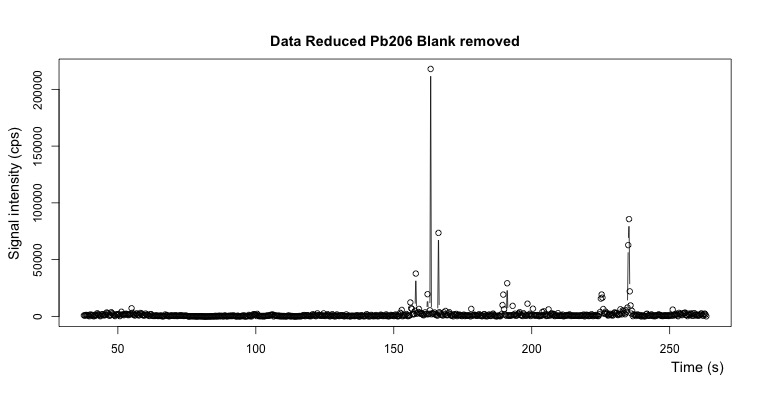 Data Reduced Pb206 Blank removed
Signal intensity (cps)
200000
150000
100000
50000
0
50 100 150 200 250
Time (s)